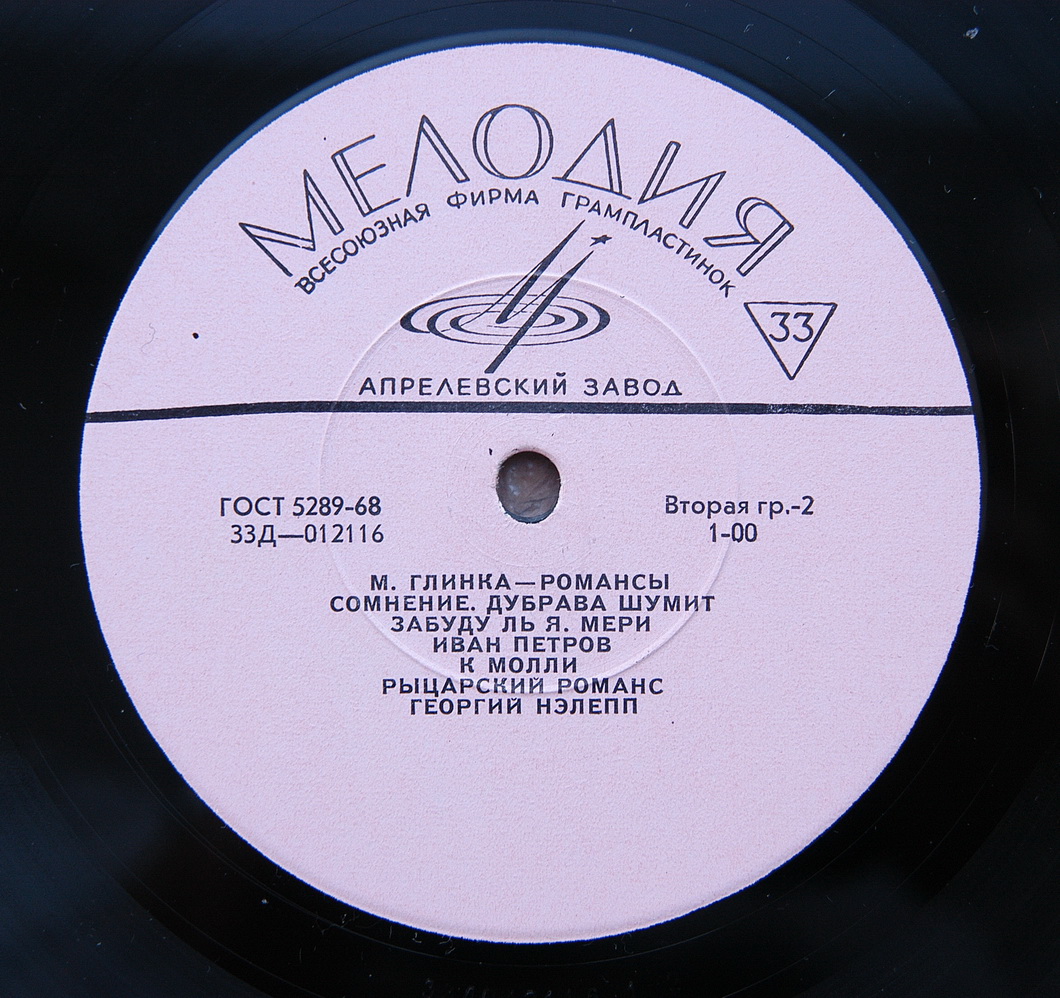 МЕЛОДИЯ
ВСЕСОЮЗНАЯ ФИРМА ГРАМПЛАСТИНОК
33
АПРЕЛЕВСКИЙ ЗАВОД
ГОСТ 5289-68
33Д—012116
Вторая гр.-2
1-00
М. ГЛИНКА—РОМАНСЫ
СОМНЕНИЕ. ДУБРАВА ШУМИТ
ЗАБУДУ ЛЬ Я. МЕРИ
ИВАН ПЕТРОВ
К МОЛЛИ
РЫЦАРСКИЙ РОМАНС
ГЕОРГИЙ НЭЛЕПП